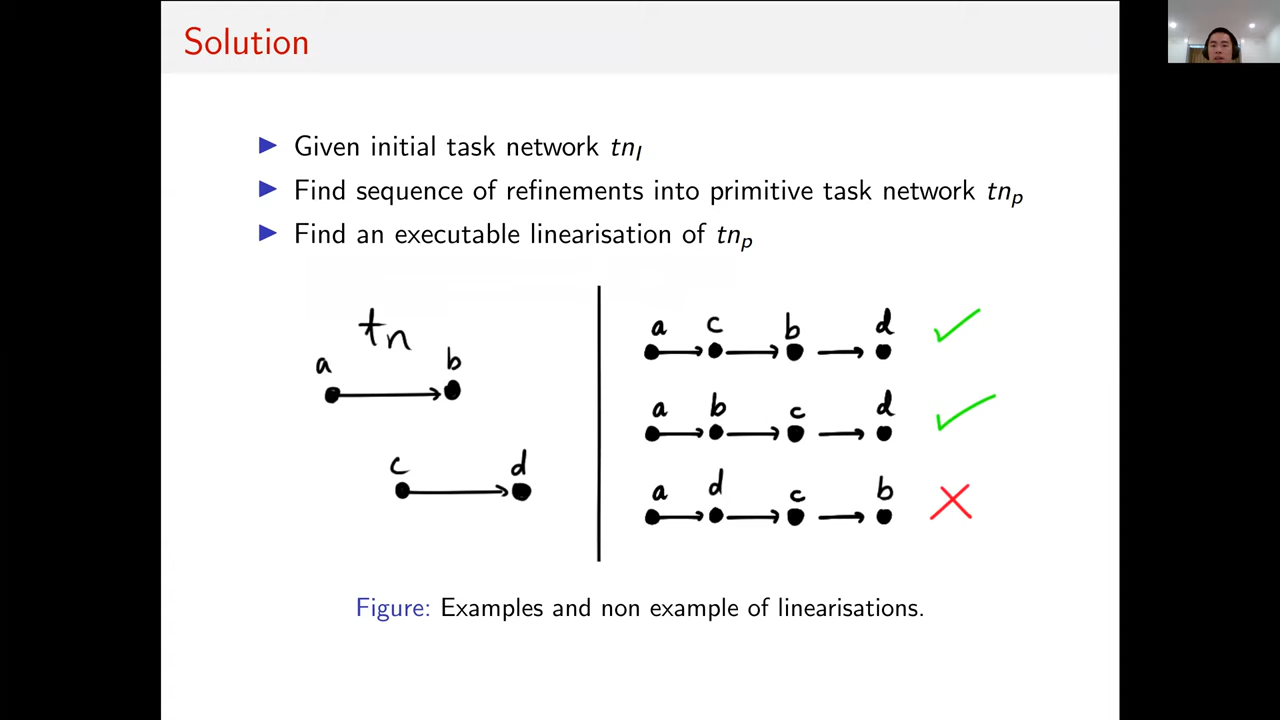 Solution
Given initial task network tn_I
Find sequence of refinements into primitive task network tn_p
Find an executable linearisation of tn_p
tn
a b
c d
a c b d
a b c d
a d c b
Figure: Examples and non example of linearisations.